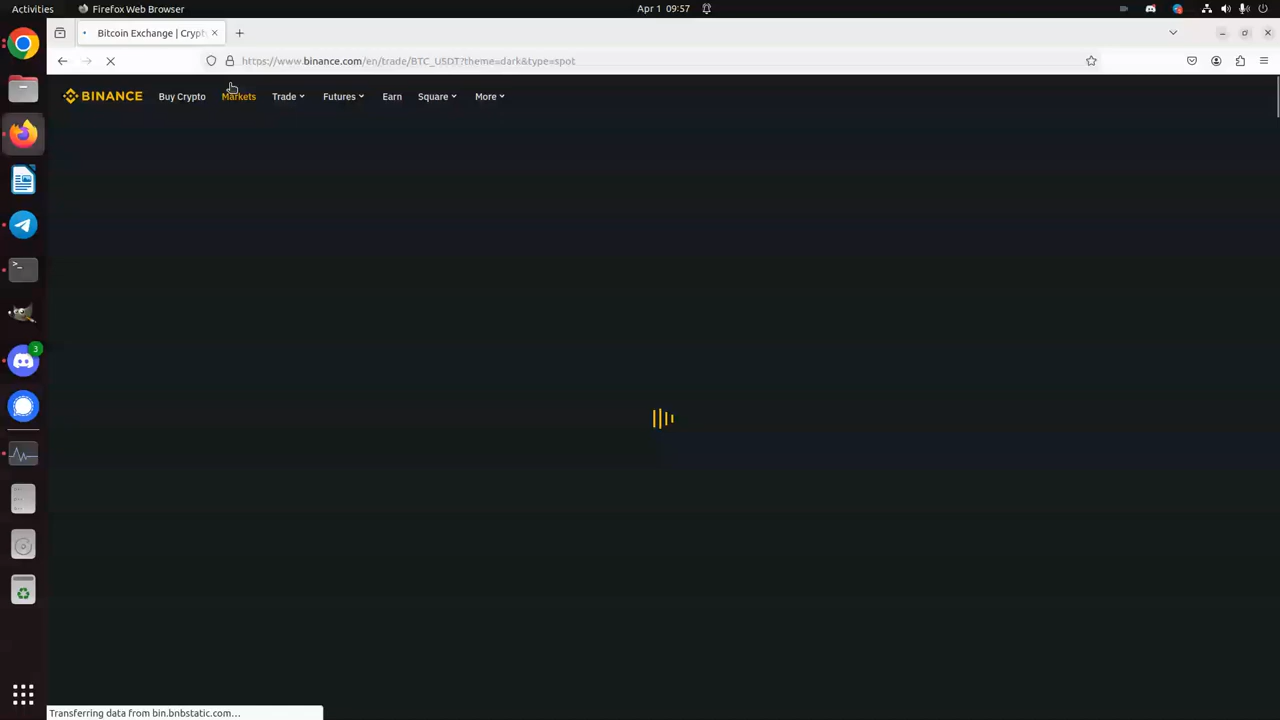 Activities
Firefox Web Browser
Apr 1 09:57
Bitcoin Exchange | Crypt
https://www.binance.com/en/trade/BTC_USDT?theme=dark&type=spot
BINANCE
Buy Crypto
Markets
Trade
Futures
Earn
Square
More
3
Transferring data from bin.bnbstatic.com…